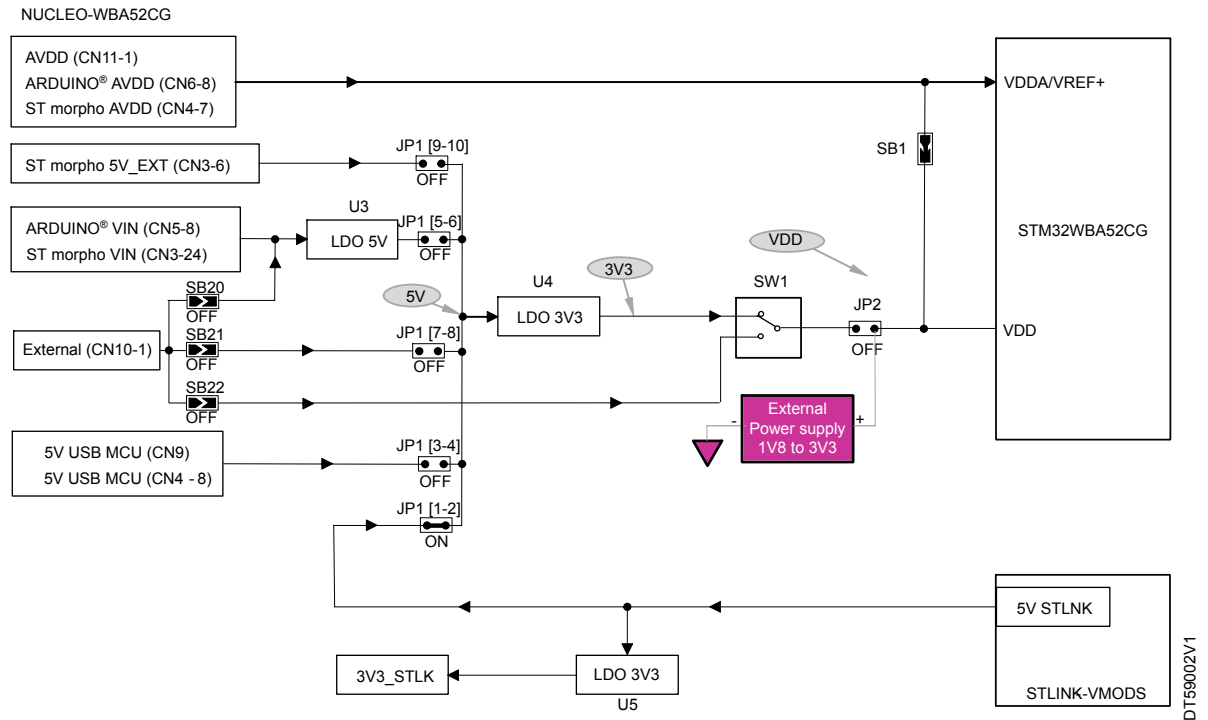 NUCLEO-WBA52CG
AVDD (CN11-1)
ARDUINO® AVDD (CN6-8)
ST morpho AVDD (CN4-7)
VDDA/VREF+
SB1
JP1 [9-10]
ST morpho 5V_EXT (CN3-6)
OFF
U3
ARDUINO® VIN (CN5-8)
ST morpho VIN (CN3-24)
LDO 5V
JP1 [5-6]
OFF
STM32WBA52CG
VDD
3V3
U4
SW1
SB20
OFF
5V
LDO 3V3
JP2
OFF
VDD
External (CN10-1)
SB21
OFF
JP1 [7-8]
OFF
SB22
OFF
External
Power supply
1V8 to 3V3
-
+
5V USB MCU (CN9)
5V USB MCU (CN4 - 8)
JP1 [3-4]
OFF
JP1 [1-2]
ON
5V STLNK
3V3_STLK
LDO 3V3
U5
STLINK-VMODS
DT59002V1